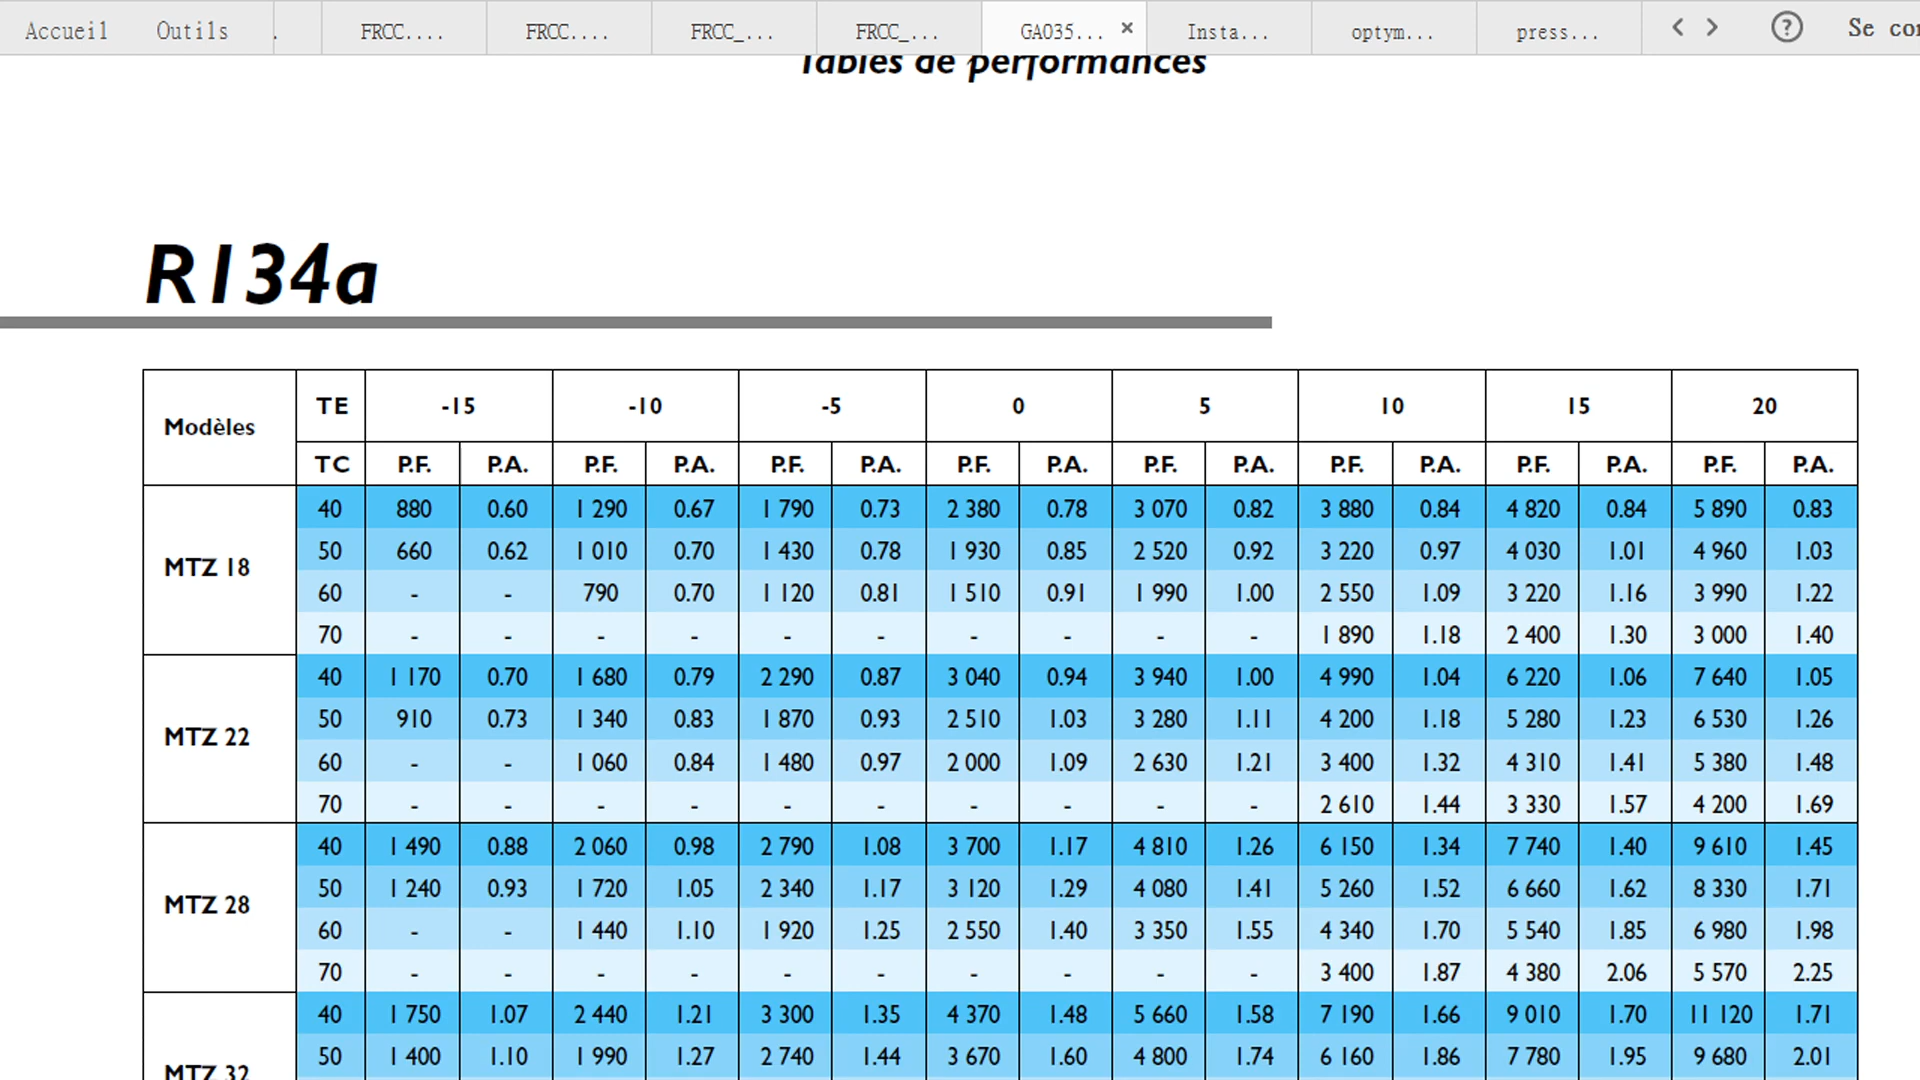 Accueil Outils . FRCC.... FRCC.... FRCC_... FRCC_... GA035... × Insta... optym... press... < > ? Se con
Tables de performances
R134a
Modèles TE -15 -10 -5 0 5 10 15 20
TC P.F. P.A. P.F. P.A. P.F. P.A. P.F. P.A. P.F. P.A. P.F. P.A. P.F. P.A. P.F. P.A.
MTZ 18
40 880 0.60 1 290 0.67 1 790 0.73 2 380 0.78 3 070 0.82 3 880 0.84 4 820 0.84 5 890 0.83
50 660 0.62 1 010 0.70 1 430 0.78 1 930 0.85 2 520 0.92 3 220 0.97 4 030 1.01 4 960 1.03
60 - - 790 0.70 1 120 0.81 1 510 0.91 1 990 1.00 2 550 1.09 3 220 1.16 3 990 1.22
70 - - - - - - - - - - 1 890 1.18 2 400 1.30 3 000 1.40
MTZ 22
40 1 170 0.70 1 680 0.79 2 290 0.87 3 040 0.94 3 940 1.00 4 990 1.04 6 220 1.06 7 640 1.05
50 910 0.73 1 340 0.83 1 870 0.93 2 510 1.03 3 280 1.11 4 200 1.18 5 280 1.23 6 530 1.26
60 - - 1 060 0.84 1 480 0.97 2 000 1.09 2 630 1.21 3 400 1.32 4 310 1.41 5 380 1.48
70 - - - - - - - - - - 2 610 1.44 3 330 1.57 4 200 1.69
MTZ 28
40 1 490 0.88 2 060 0.98 2 790 1.08 3 700 1.17 4 810 1.26 6 150 1.34 7 740 1.40 9 610 1.45
50 1 240 0.93 1 720 1.05 2 340 1.17 3 120 1.29 4 080 1.41 5 260 1.52 6 660 1.62 8 330 1.71
60 - - 1 440 1.10 1 920 1.25 2 550 1.40 3 350 1.55 4 340 1.70 5 540 1.85 6 980 1.98
70 - - - - - - - - - - 3 400 1.87 4 380 2.06 5 570 2.25
MTZ 32
40 1 750 1.07 2 440 1.21 3 300 1.35 4 370 1.48 5 660 1.58 7 190 1.66 9 010 1.70 11 120 1.71
50 1 400 1.10 1 990 1.27 2 740 1.44 3 670 1.60 4 800 1.74 6 160 1.86 7 780 1.95 9 680 2.01